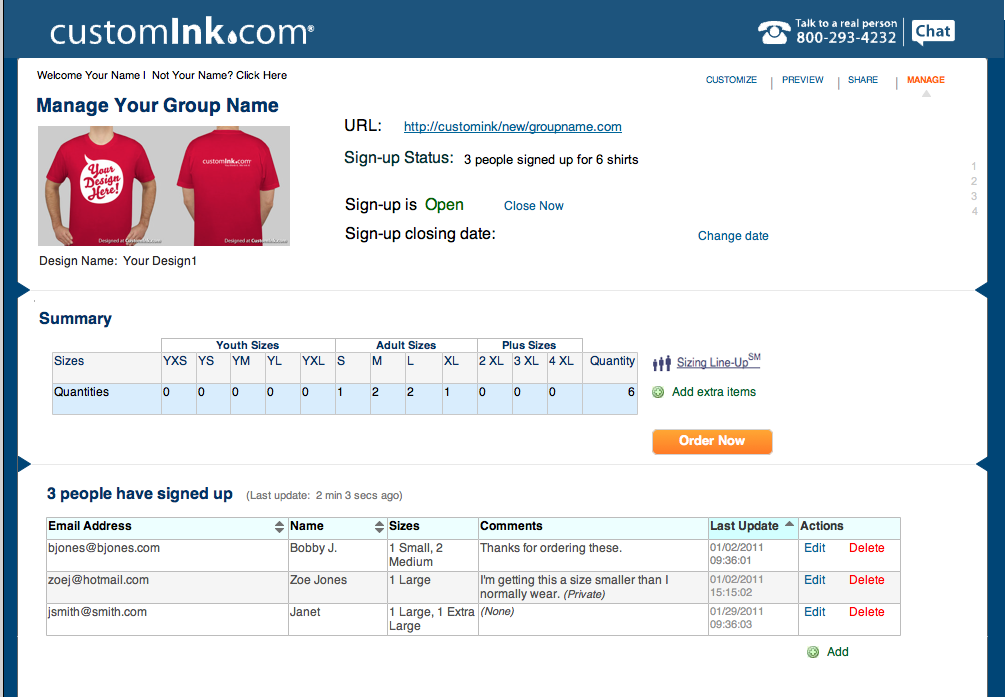 customInk.com®
Talk to a real person
800-293-4232
Chat
Welcome Your Name I Not Your Name? Click Here
CUSTOMIZE | PREVIEW | SHARE | MANAGE
Manage Your Group Name
Your
Design
Here!
customInk.com
Designed at CustomInk.com
Designed at CustomInk.com
Design Name: Your Design1
URL: http://customink/new/groupname.com
Sign-up Status: 3 people signed up for 6 shirts
Sign-up is Open Close Now
Sign-up closing date: Change date
1
2
3
4
Summary
Youth Sizes Adult Sizes Plus Sizes
Sizes YXS YS YM YL YXL S M L XL 2 XL 3 XL 4 XL Quantity
Quantities 0 0 0 0 0 1 2 2 1 0 0 0 6
Sizing Line-Up SM
Add extra items
Order Now
3 people have signed up (Last update: 2 min 3 secs ago)
Email Address Name Sizes Comments Last Update Actions
bjones@bjones.com Bobby J. 1 Small, 2 Thanks for ordering these. 01/02/2011 Edit Delete
Medium 09:36:01
zoej@hotmail.com Zoe Jones 1 Large I'm getting this a size smaller than I 01/02/2011 Edit Delete
normally wear. (Private) 15:15:02
jsmith@smith.com Janet 1 Large, 1 Extra (None) 01/29/2011 Edit Delete
Large 09:36:03
Add